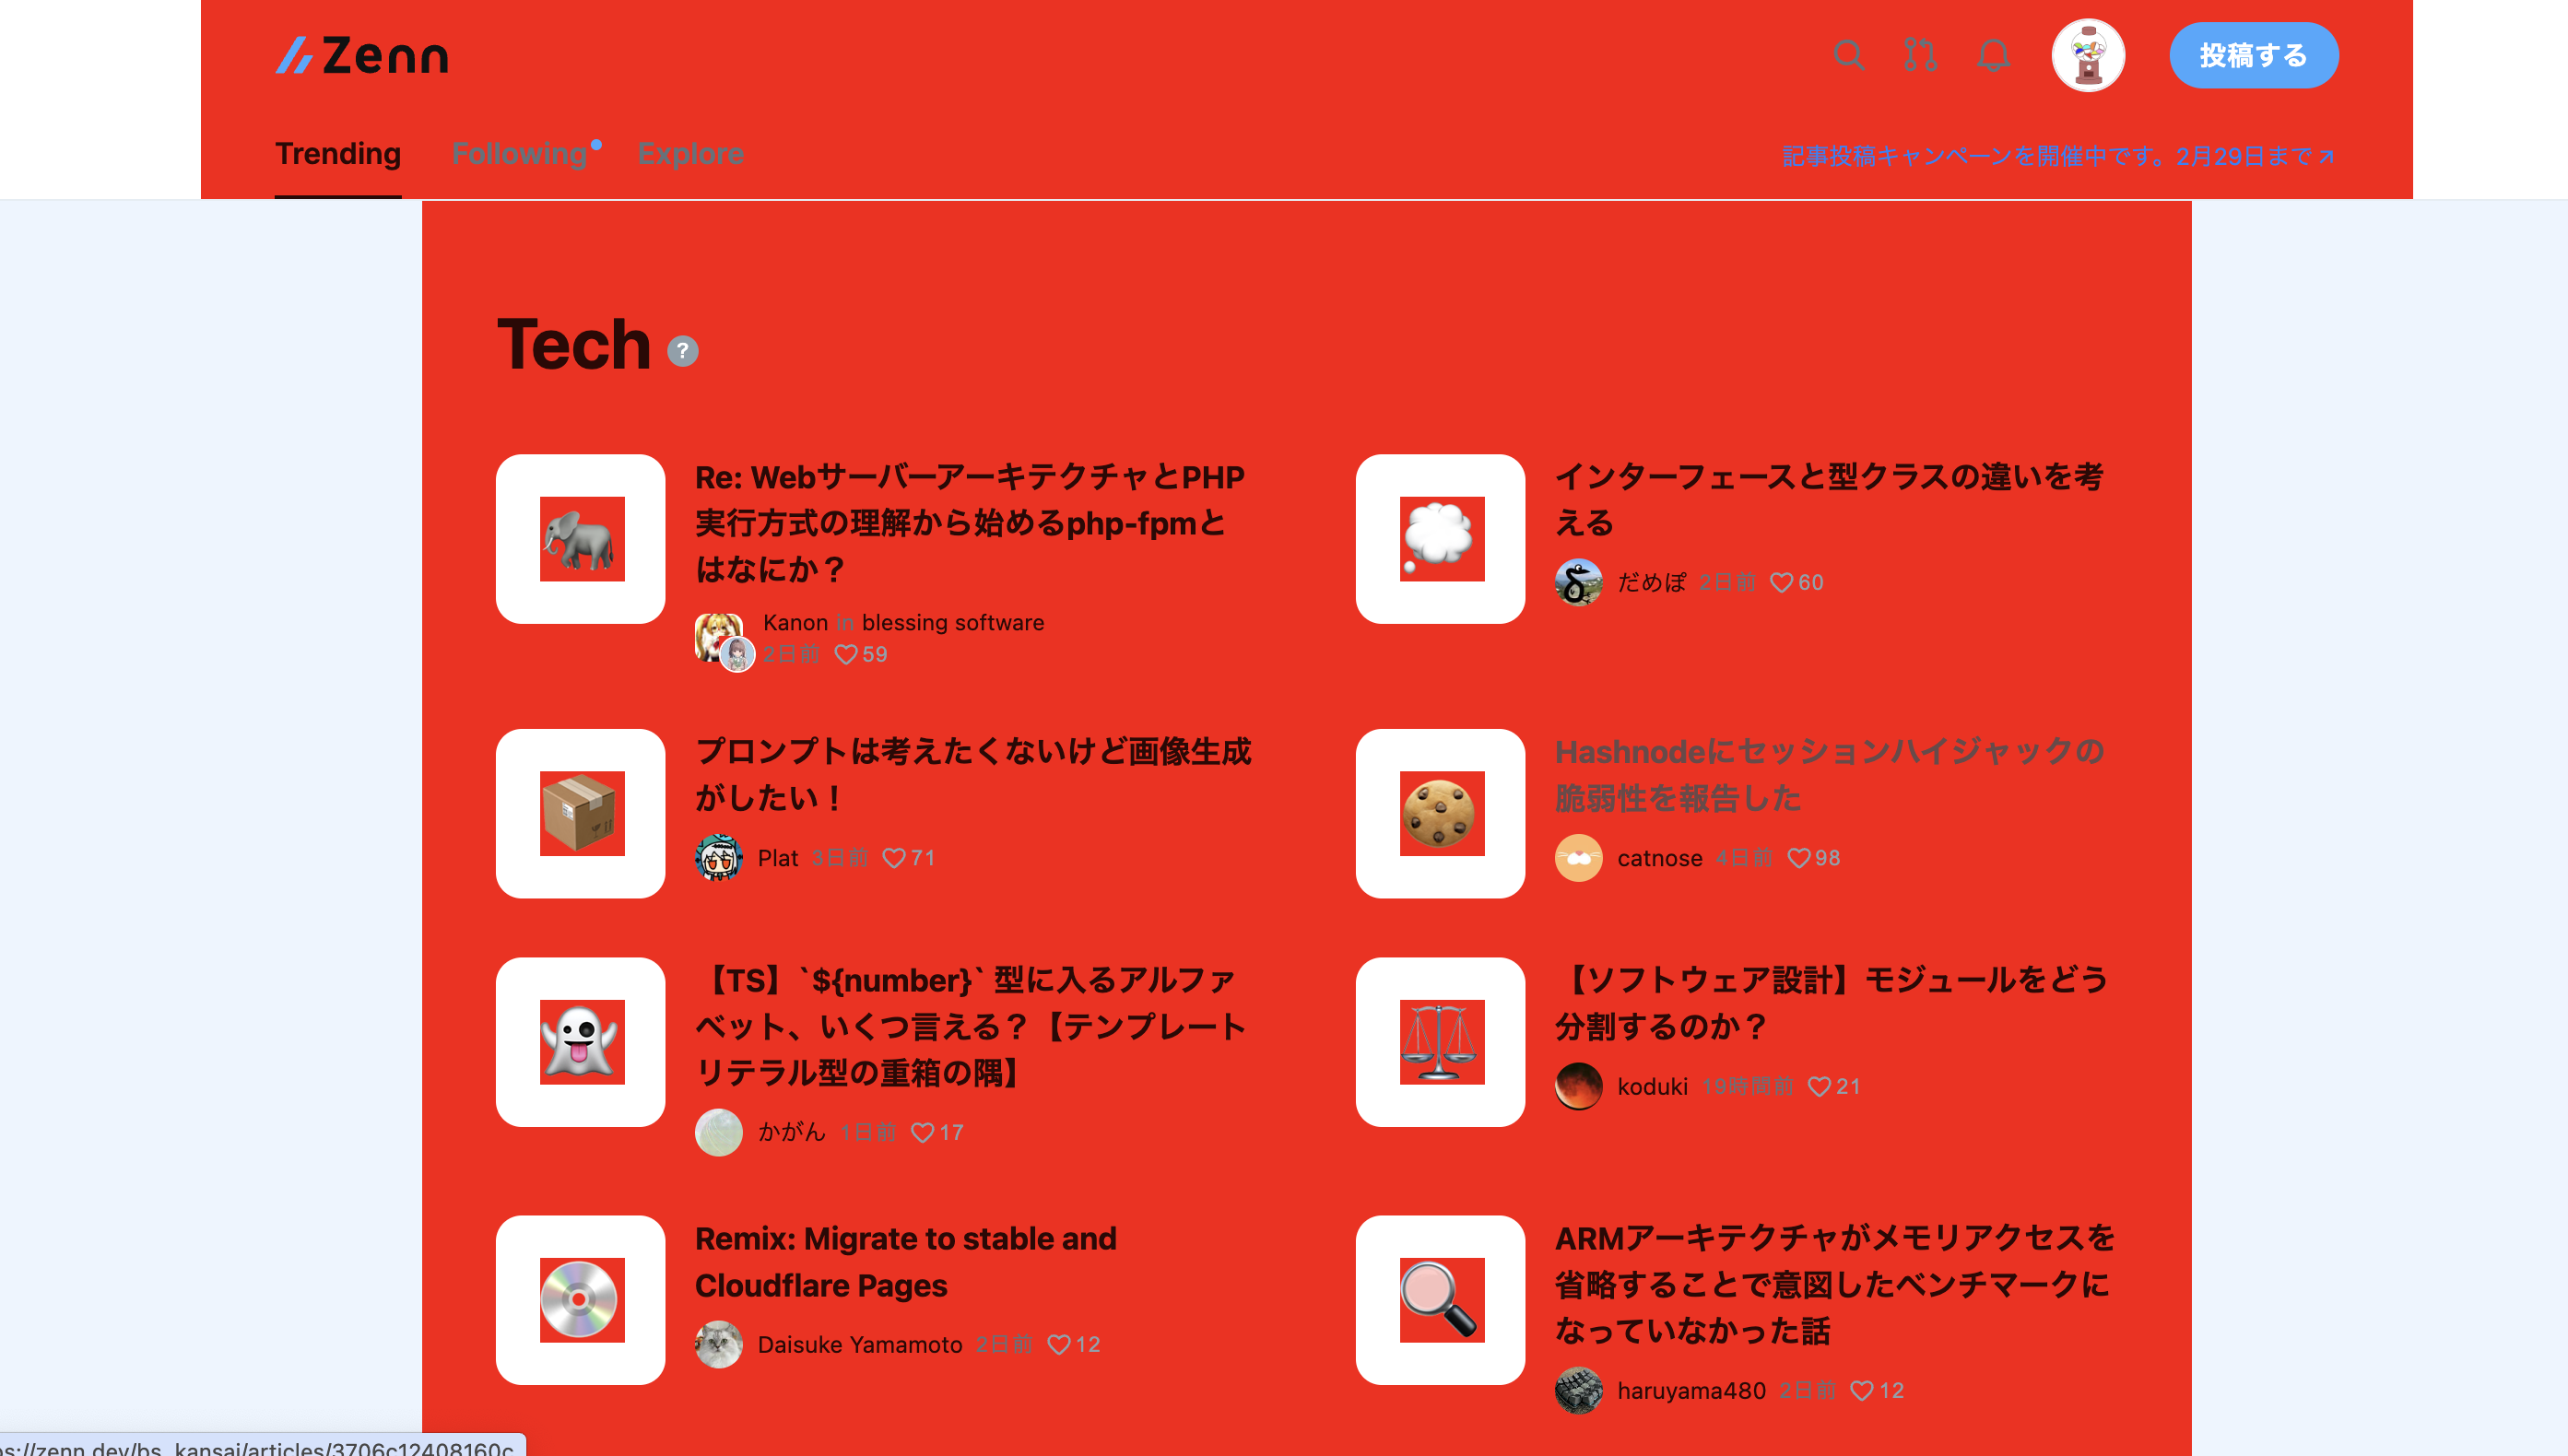 Zenn
投稿する
Trending Following Explore
記事投稿キャンペーンを開催中です。2月29日まで
Tech ?
Re: WebサーバーアーキテクチャとPHP
実行方式の理解から始めるphp-fpmと
はなにか？
Kanon in blessing software
2日前 59
インターフェースと型クラスの違いを考
える
だめぽ 2日前 60
プロンプトは考えたくないけど画像生成
がしたい！
Plat 3日前 71
Hashnodeにセッションハイジャックの
脆弱性を報告した
catnose 4日前 98
【TS】`${number}` 型に入るアルファ
ベット、いくつ言える？【テンプレート
リテラル型の重箱の隅】
かがん 1日前 17
【ソフトウェア設計】モジュールをどう
分割するのか？
koduki 19時間前 21
Remix: Migrate to stable and
Cloudflare Pages
Daisuke Yamamoto 2日前 12
ARMアーキテクチャがメモリアクセスを
省略することで意図したベンチマークに
なっていなかった話
haruyama480 2日前 12
ps://zenn.dev/bs_kansai/articles/3706c12408160c